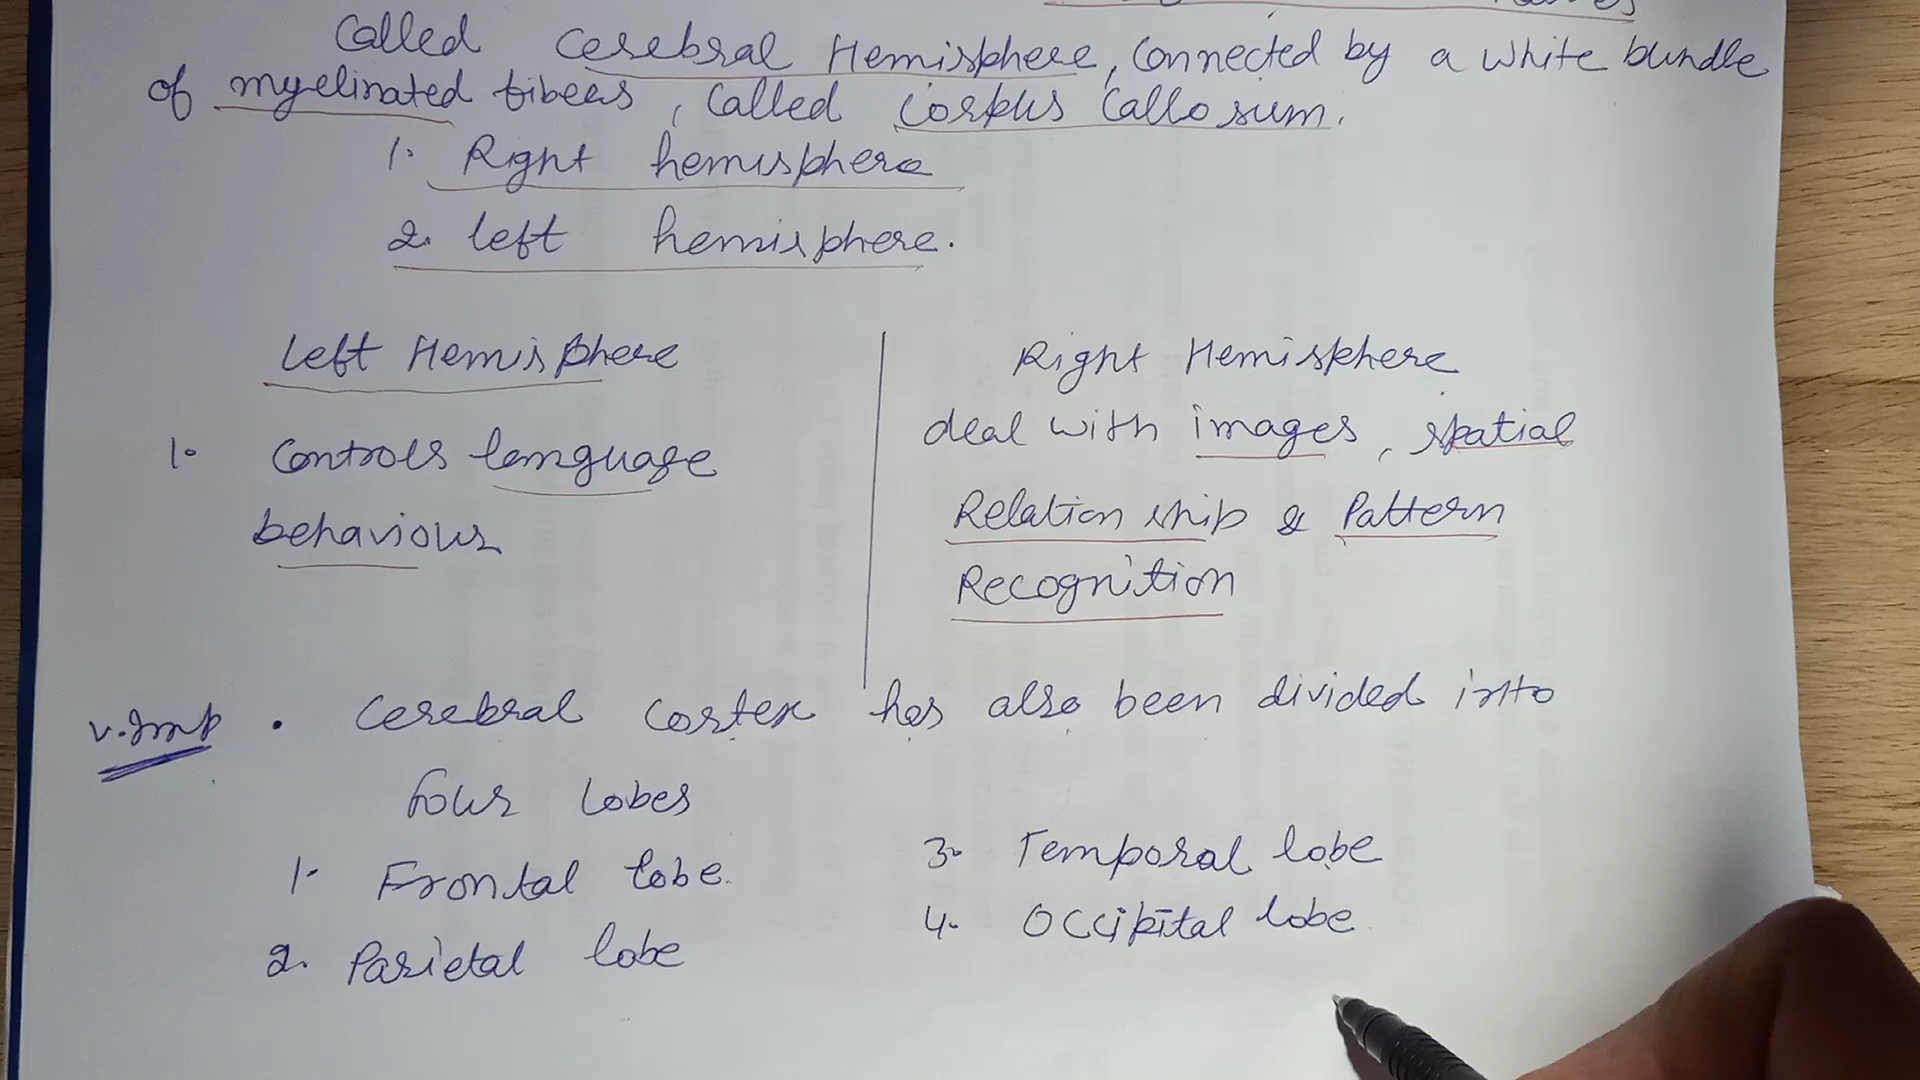 Called Cerebral Hemisphere, Connected by a white bundle
of myelinated fibers, Called Corpus Callosum.
1. Right hemisphere
2. left hemisphere.
Left Hemisphere
1. Controls language
behaviour
Right Hemisphere
deal with images, spatial
Relationship & Pattern
Recognition
v.Imp . Cerebral Cortex has also been divided into
four lobes
1. Frontal lobe.
2. Parietal lobe
3. Temporal lobe
4. Occipital lobe